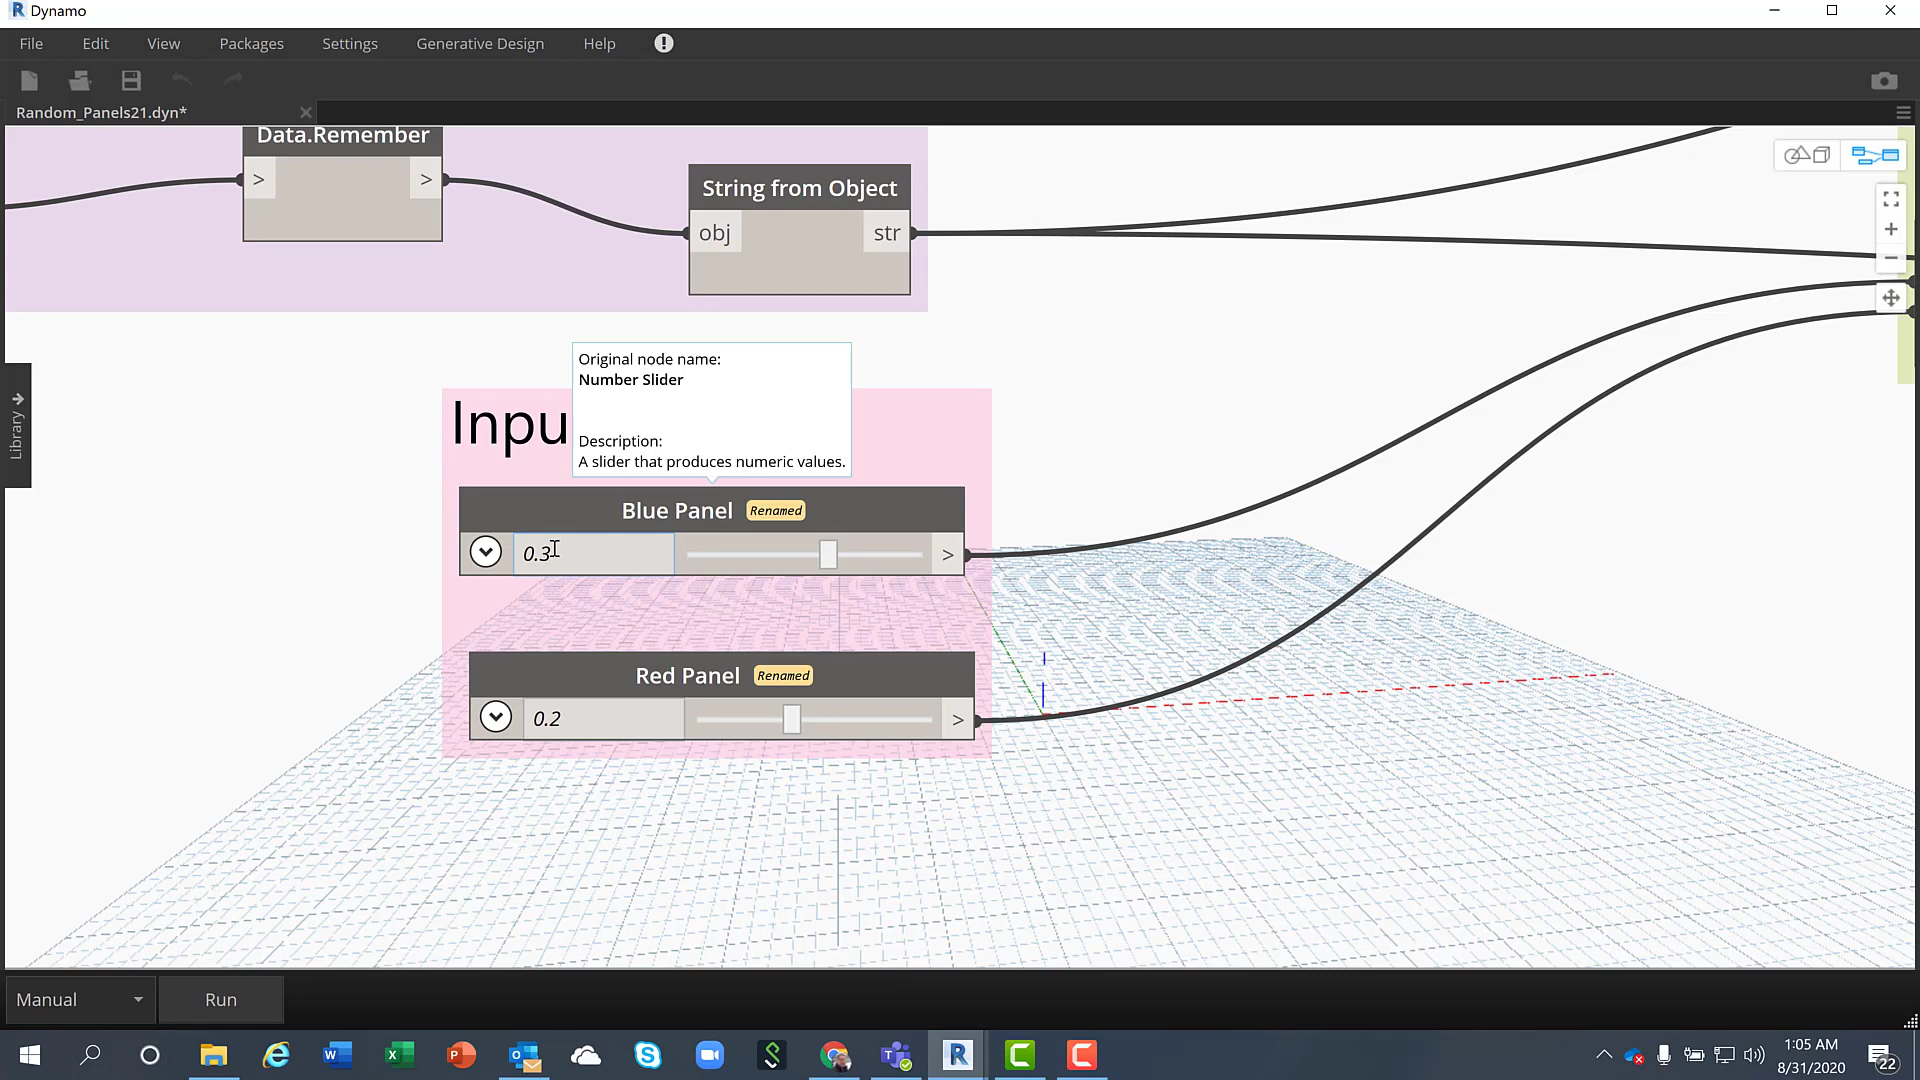 Dynamo
File
Edit
View
Packages
Settings
Generative Design
Help
Random_Panels21.dyn*
Data.Remember
>
>
String from Object
obj
str
Original node name:
Number Slider
Description:
A slider that produces numeric values.
Inpu
Blue Panel
Renamed
0.3
>
Red Panel
Renamed
0.2
>
Library
Manual
Run
1:05 AM
8/31/2020
22